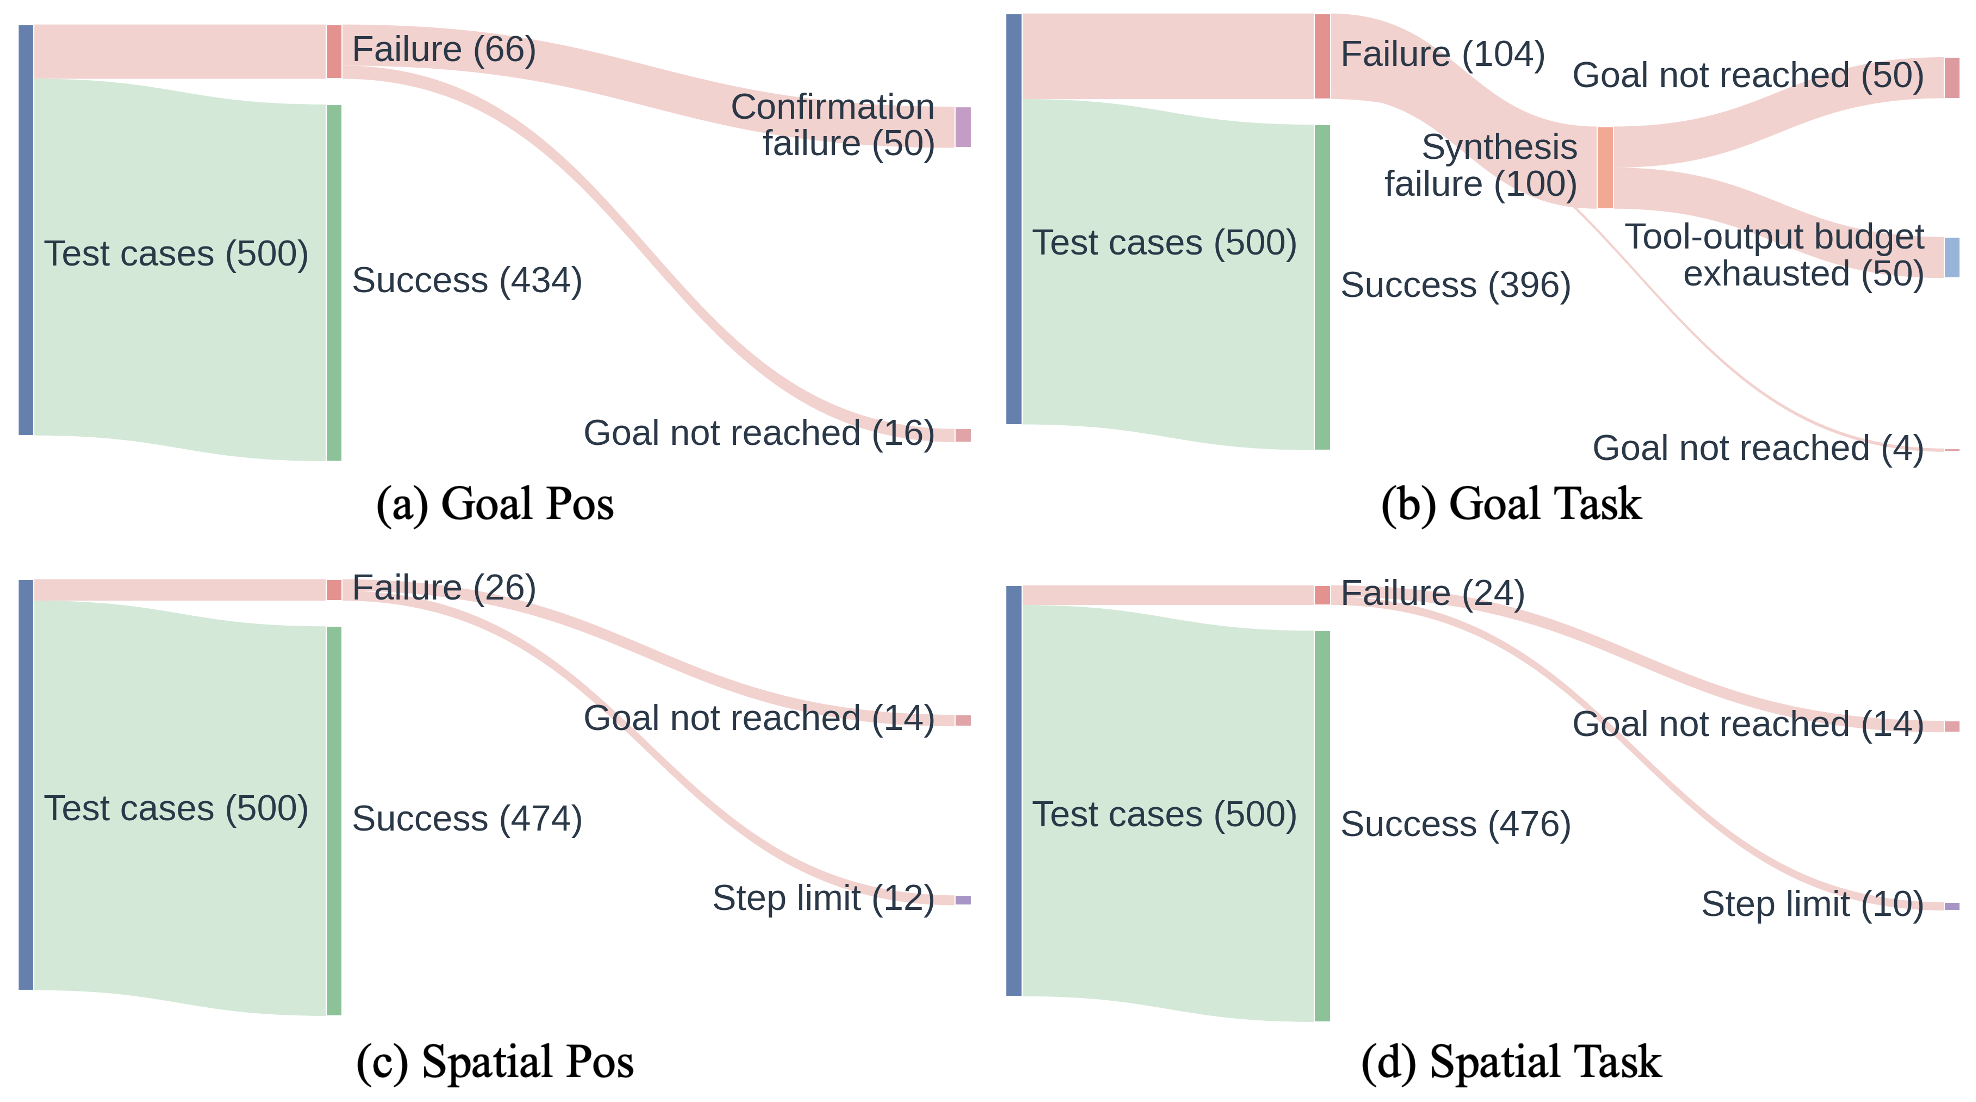 Failure (66)
Confirmation
failure (50)
Test cases (500)
Success (434)
Goal not reached (16)
(a) Goal Pos
Failure (104)
Goal not reached (50)
Synthesis
failure (100)
Test cases (500)
Tool-output budget
exhausted (50)
Success (396)
Goal not reached (4)
(b) Goal Task
Failure (26)
Goal not reached (14)
Test cases (500)
Success (474)
Step limit (12)
(c) Spatial Pos
Failure (24)
Goal not reached (14)
Test cases (500)
Success (476)
Step limit (10)
(d) Spatial Task